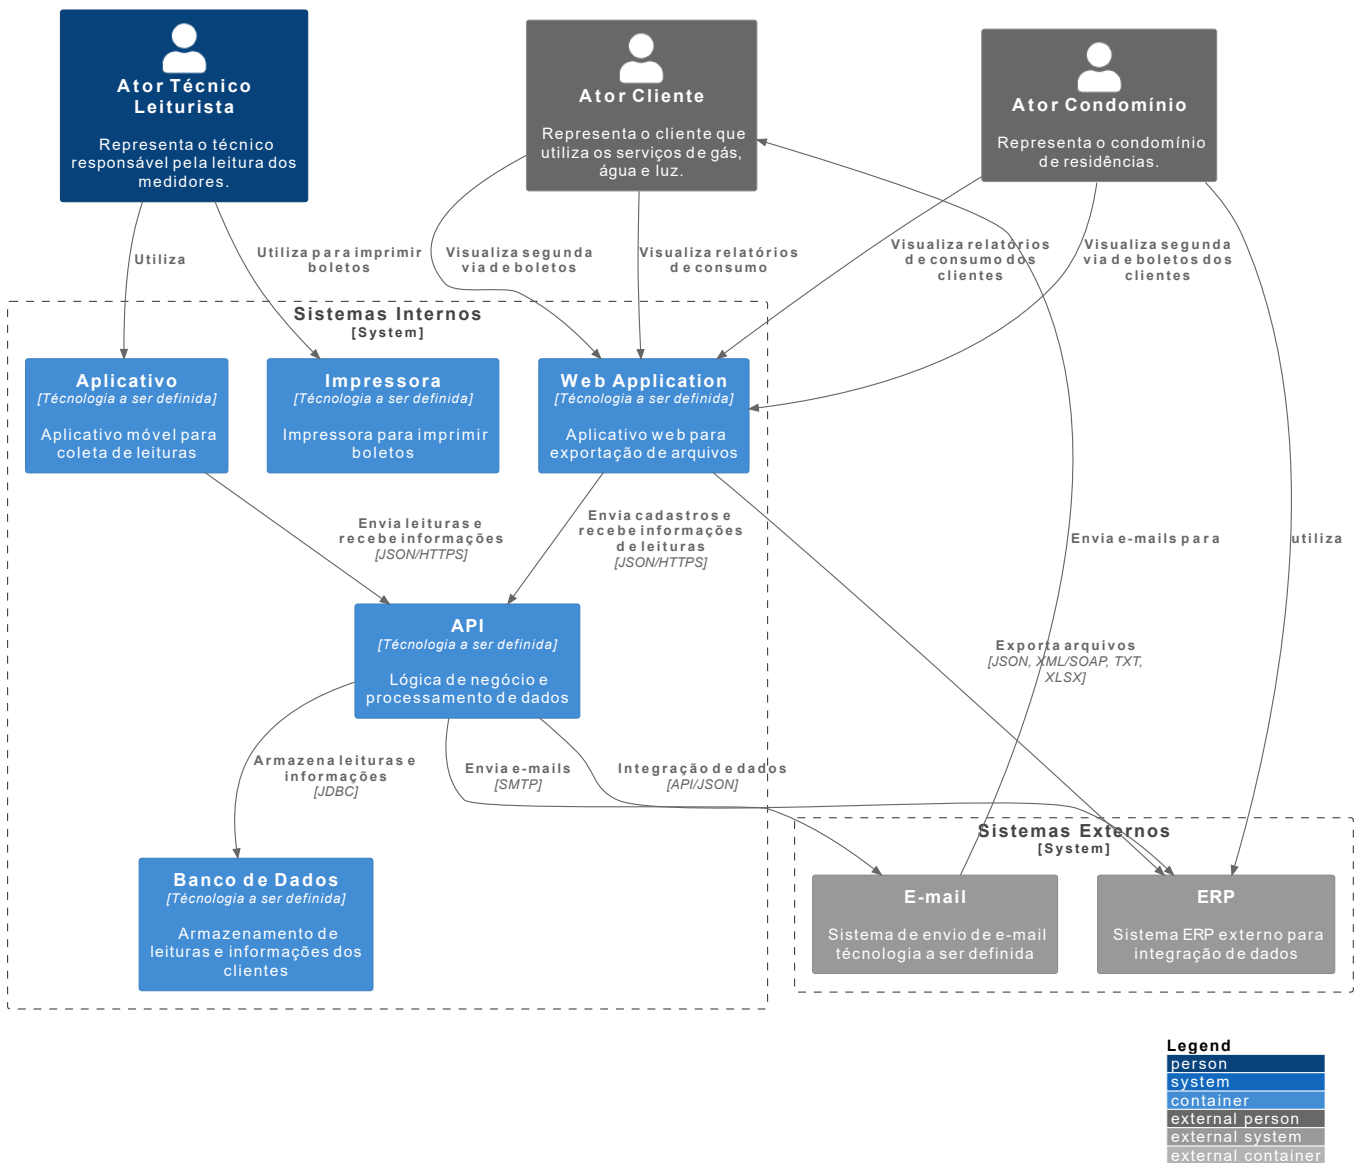 Ator Técnico
Leiturista
Representa o técnico
responsável pela leitura dos
medidores.
Ator Cliente
Representa o cliente que
utiliza os serviços de gás,
água e luz.
Ator Condomínio
Representa o condomínio
de residências.
Utiliza
Utiliza para imprimir
boletos
Visualiza segunda
via de boletos
Visualiza relatórios
de consumo
Visualiza relatórios
de consumo dos
clientes
Visualiza segunda
via de boletos dos
clientes
Sistemas Internos
[System]
Aplicativo
[Técnologia a ser definida]
Aplicativo móvel para
coleta de leituras
Impressora
[Técnologia a ser definida]
Impressora para imprimir
boletos
Web Application
[Técnologia a ser definida]
Aplicativo web para
exportação de arquivos
Envia leituras e
recebe informações
[JSON/HTTPS]
Envia cadastros e
recebe informações
de leituras
[JSON/HTTPS]
Envia e-mails para
utiliza
API
[Técnologia a ser definida]
Lógica de negócio e
processamento de dados
Exporta arquivos
[JSON, XML/SOAP, TXT,
XLSX]
Armazena leituras e
informações
[JDBC]
Envia e-mails
[SMTP]
Integração de dados
[API/JSON]
Sistemas Externos
[System]
Banco de Dados
[Técnologia a ser definida]
Armazenamento de
leituras e informações dos
clientes
E-mail
Sistema de envio de e-mail
técnologia a ser definida
ERP
Sistema ERP externo para
integração de dados
Legend
person
system
container
external person
external system
external container